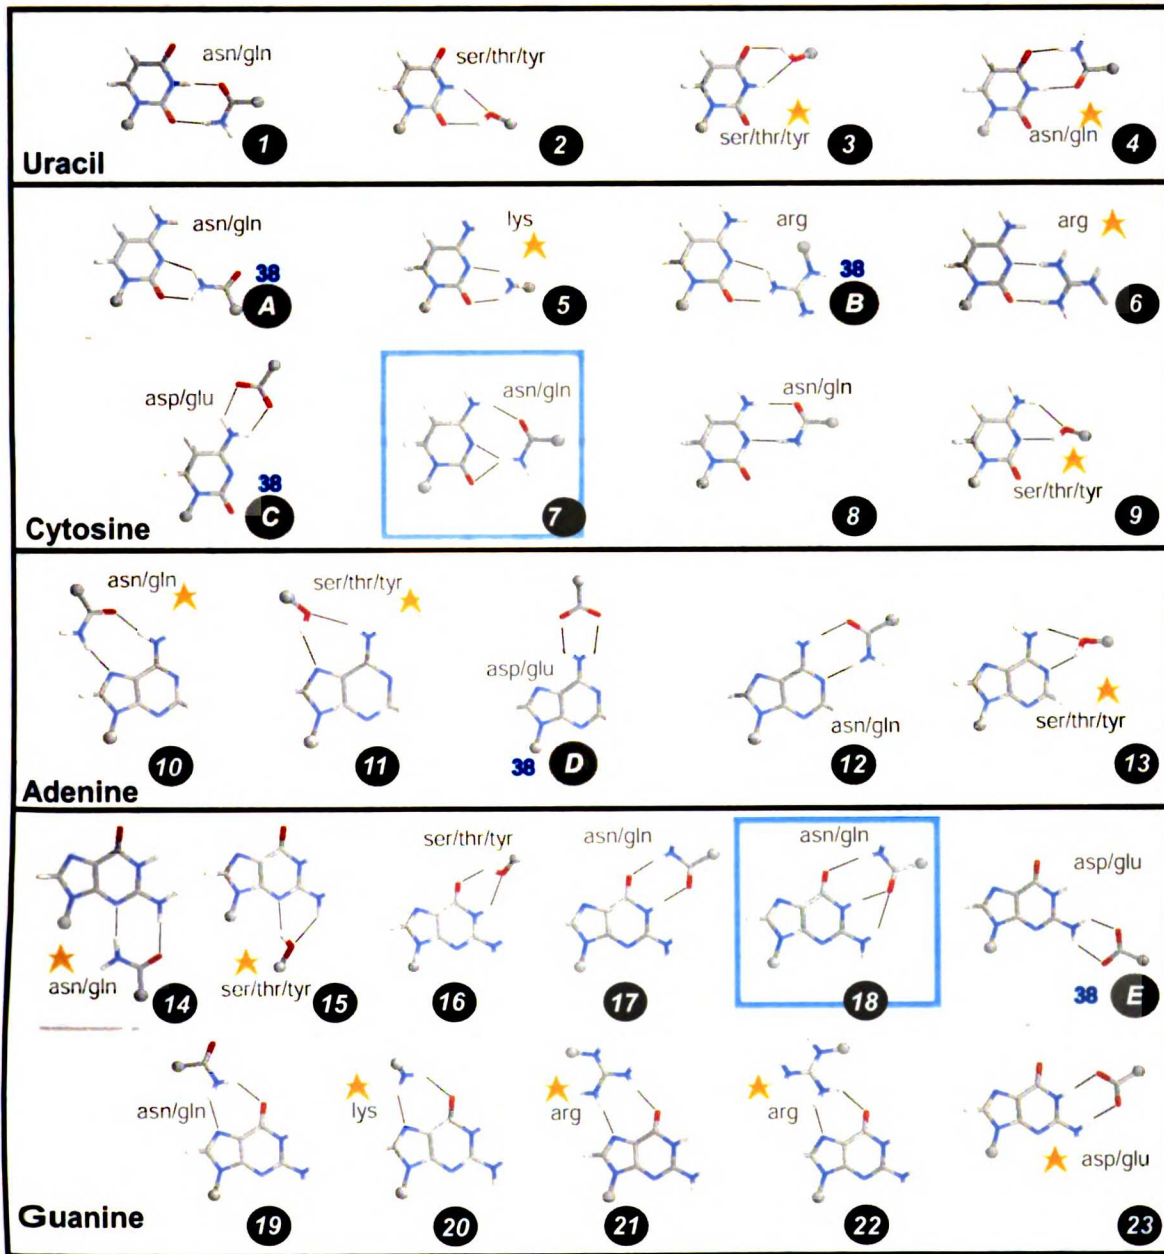 asn/gln
1
ser/thr/tyr
2
ser/thr/tyr
3
asn/gln
4
Uracil
asn/gln
38
A
lys
5
arg
38
B
arg
6
asp/glu
38
C
asn/gln
7
asn/gln
8
ser/thr/tyr
9
Cytosine
asn/gln
10
ser/thr/tyr
11
asp/glu
38 D
asn/gln
12
ser/thr/tyr
13
Adenine
asn/gln
14
ser/thr/tyr
15
ser/thr/tyr
16
asn/gln
17
asn/gln
18
asp/glu
38 E
asn/gln
19
lys
20
arg
21
arg
22
asp/glu
23
Guanine